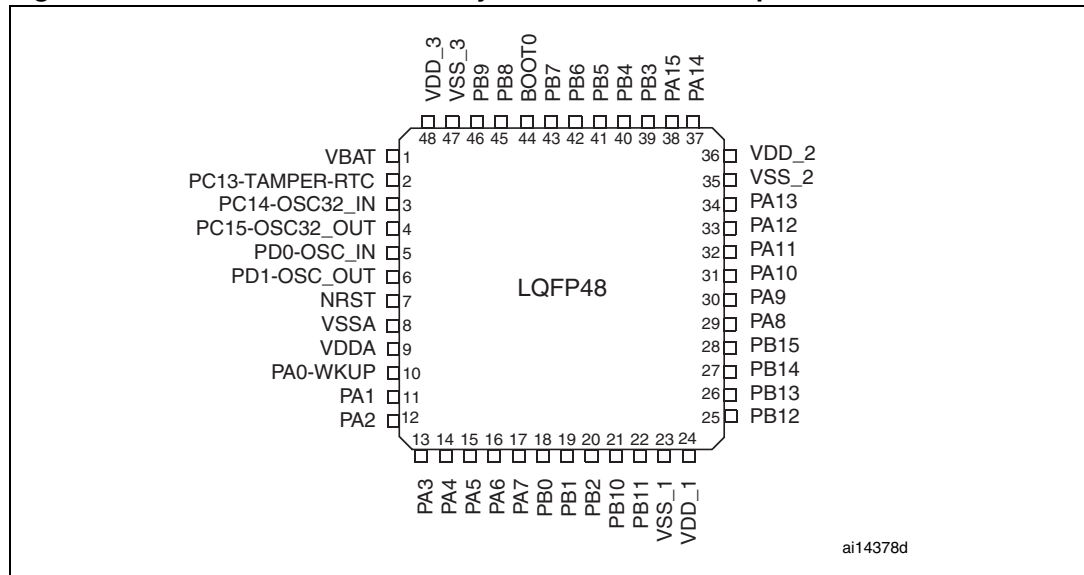 VDD_3
VSS_3
PB9
PB8
BOOT0
PB7
PB6
PB5
PB4
PB3
PA15
PA14
48 47 46 45 44 43 42 41 40 39 38 37
VBAT 1
PC13-TAMPER-RTC 2
PC14-OSC32_IN 3
PC15-OSC32_OUT 4
PD0-OSC_IN 5
PD1-OSC_OUT 6
NRST 7
VSSA 8
VDDA 9
PA0-WKUP 10
PA1 11
PA2 12
LQFP48
36 VDD_2
35 VSS_2
34 PA13
33 PA12
32 PA11
31 PA10
30 PA9
29 PA8
28 PB15
27 PB14
26 PB13
25 PB12
13 14 15 16 17 18 19 20 21 22 23 24
PA3
PA4
PA5
PA6
PA7
PB0
PB1
PB2
PB10
PB11
VSS_1
VDD_1
ai14378d